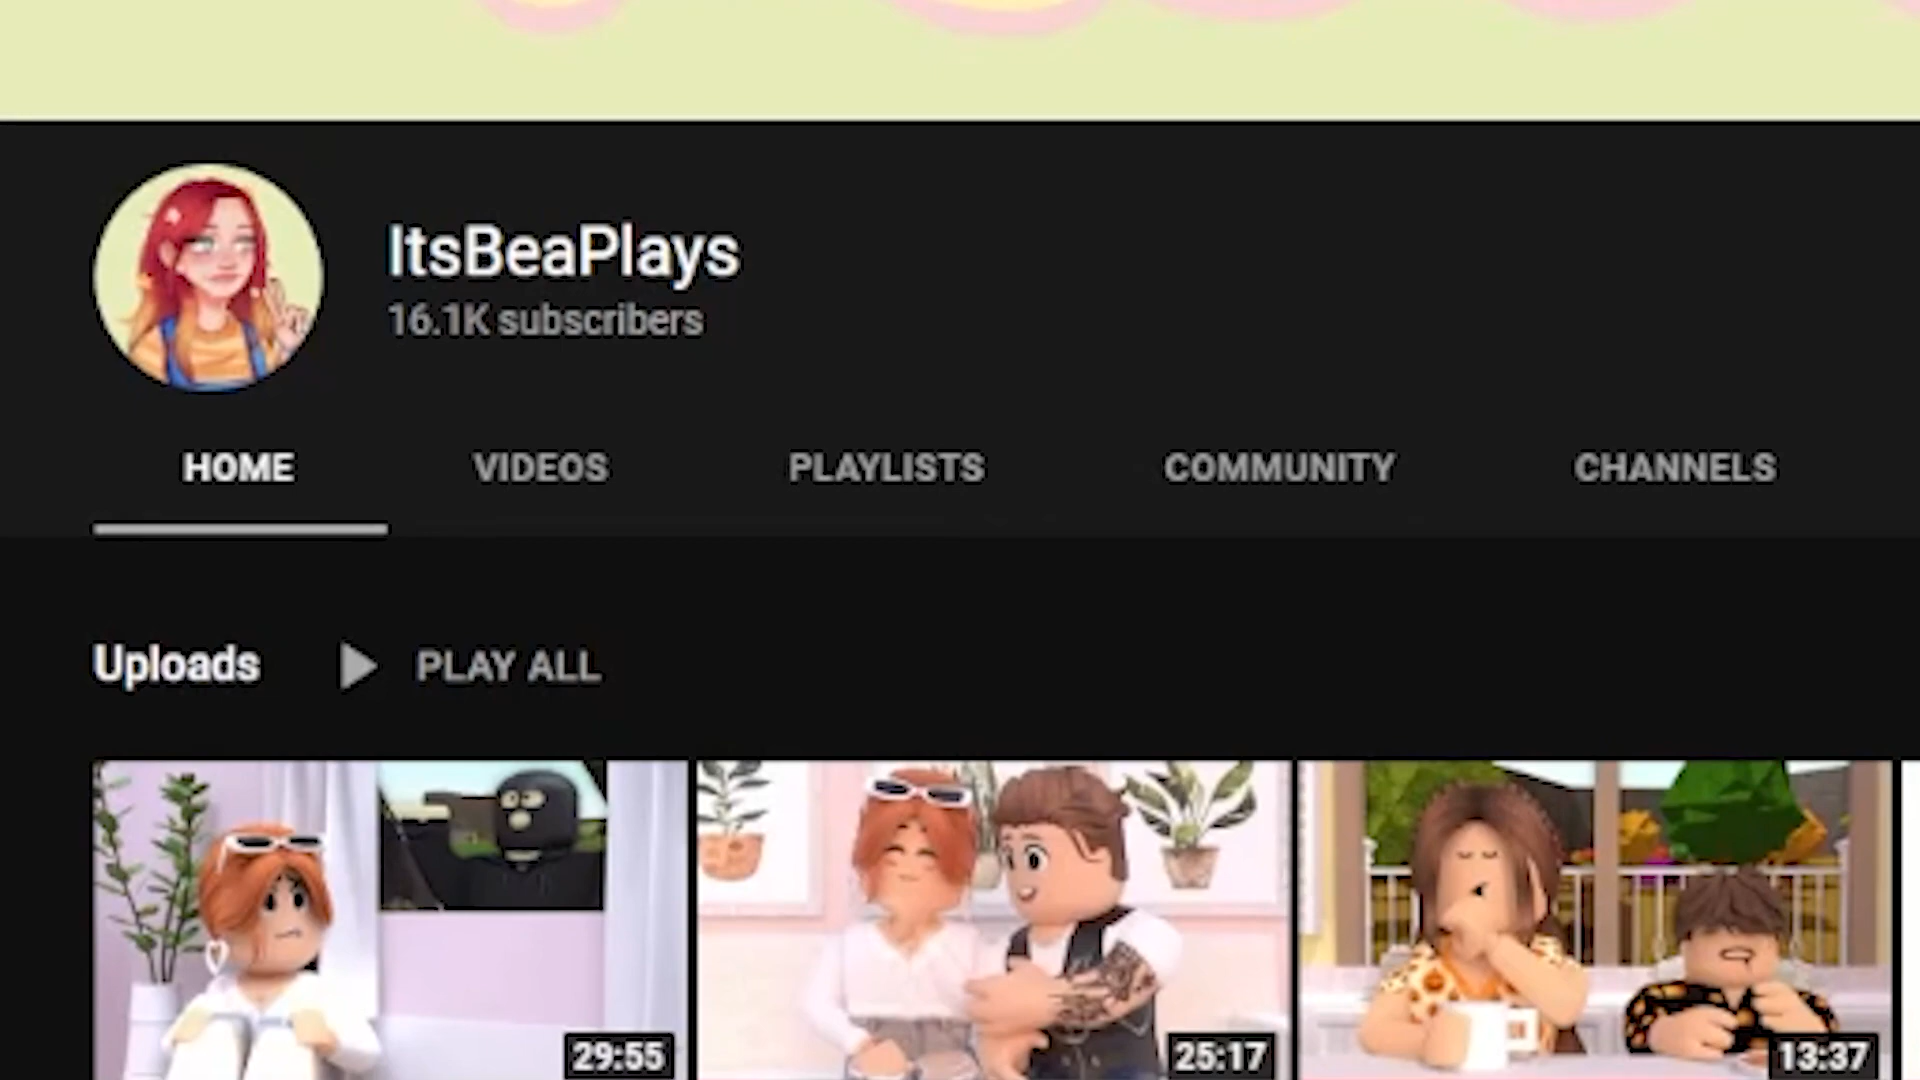 ItsBeaPlays
16.1K subscribers
HOME VIDEOS PLAYLISTS COMMUNITY CHANNELS
Uploads PLAY ALL
29:55 25:17 13:37